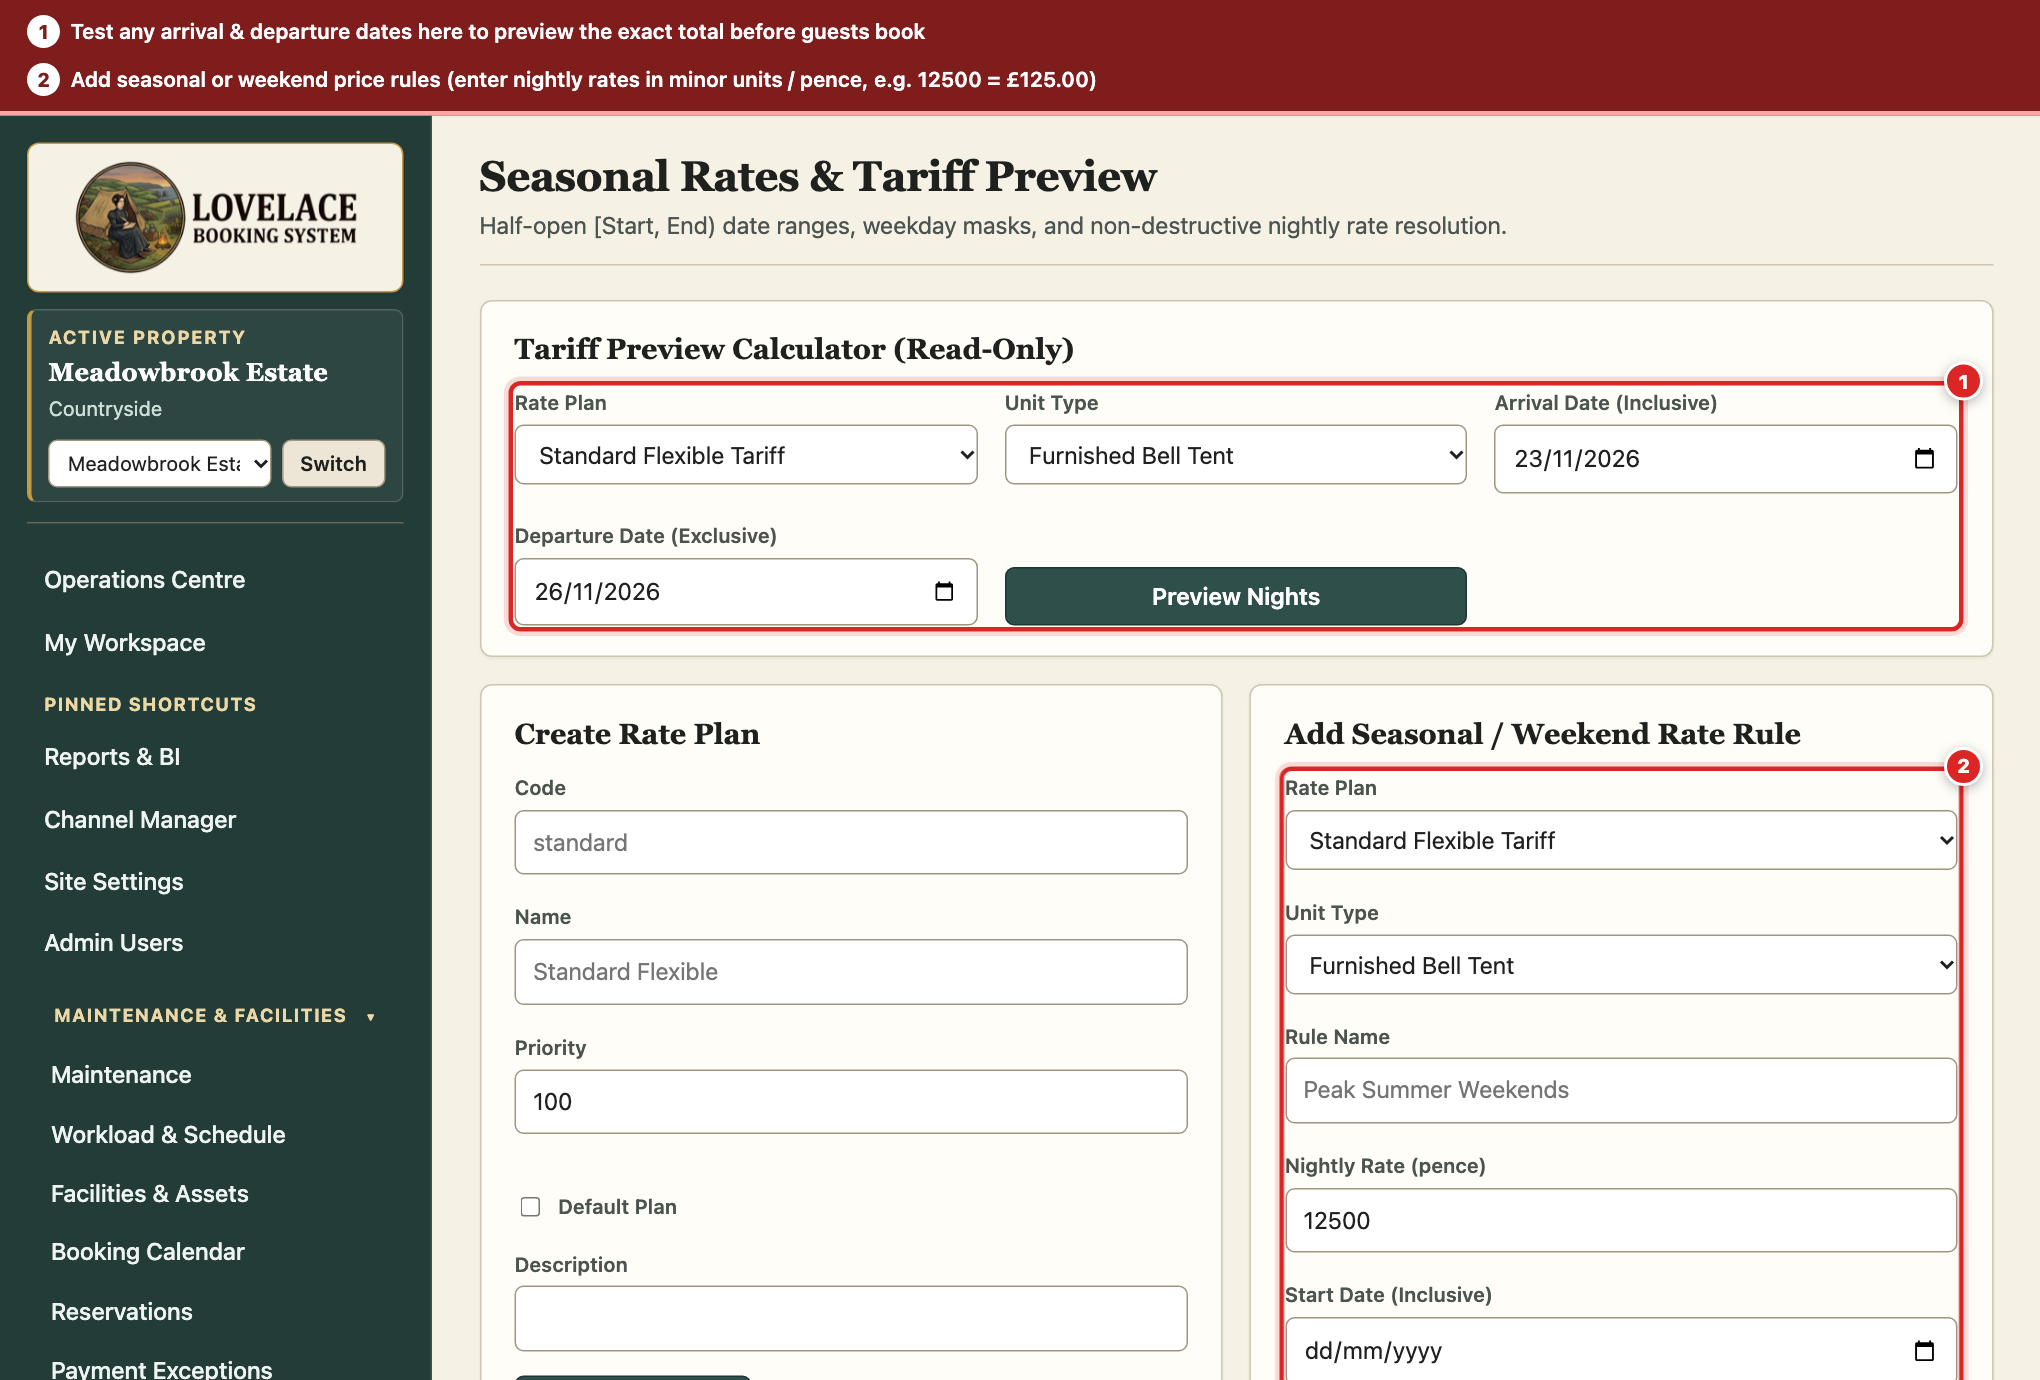 1 Test any arrival & departure dates here to preview the exact total before guests book
2 Add seasonal or weekend price rules (enter nightly rates in minor units / pence, e.g. 12500 = £125.00)
LOVELACE
BOOKING SYSTEM
ACTIVE PROPERTY
Meadowbrook Estate
Countryside
Meadowbrook Esta
Switch
Operations Centre
My Workspace
PINNED SHORTCUTS
Reports & BI
Channel Manager
Site Settings
Admin Users
MAINTENANCE & FACILITIES ▾
Maintenance
Workload & Schedule
Facilities & Assets
Booking Calendar
Reservations
Payment Exceptions
Seasonal Rates & Tariff Preview
Half-open [Start, End) date ranges, weekday masks, and non-destructive nightly rate resolution.
Tariff Preview Calculator (Read-Only)
1
Rate Plan
Standard Flexible Tariff
Unit Type
Furnished Bell Tent
Arrival Date (Inclusive)
23/11/2026
Departure Date (Exclusive)
26/11/2026
Preview Nights
Create Rate Plan
Code
standard
Name
Standard Flexible
Priority
100
Default Plan
Description
Add Seasonal / Weekend Rate Rule
2
Rate Plan
Standard Flexible Tariff
Unit Type
Furnished Bell Tent
Rule Name
Peak Summer Weekends
Nightly Rate (pence)
12500
Start Date (Inclusive)
dd/mm/yyyy